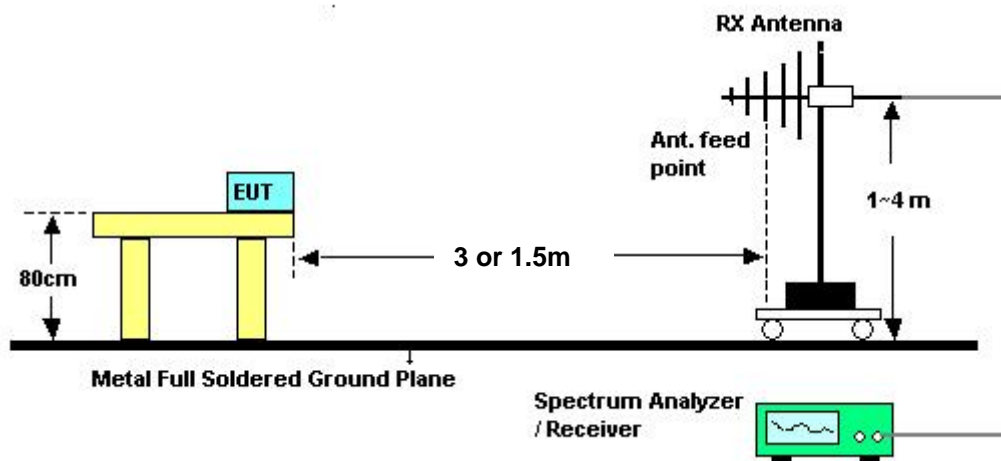 RX Antenna
Ant. feed
point
EUT
1~4 m
3 or 1.5m
80cm
Metal Full Soldered Ground Plane
Spectrum Analyzer
/ Receiver